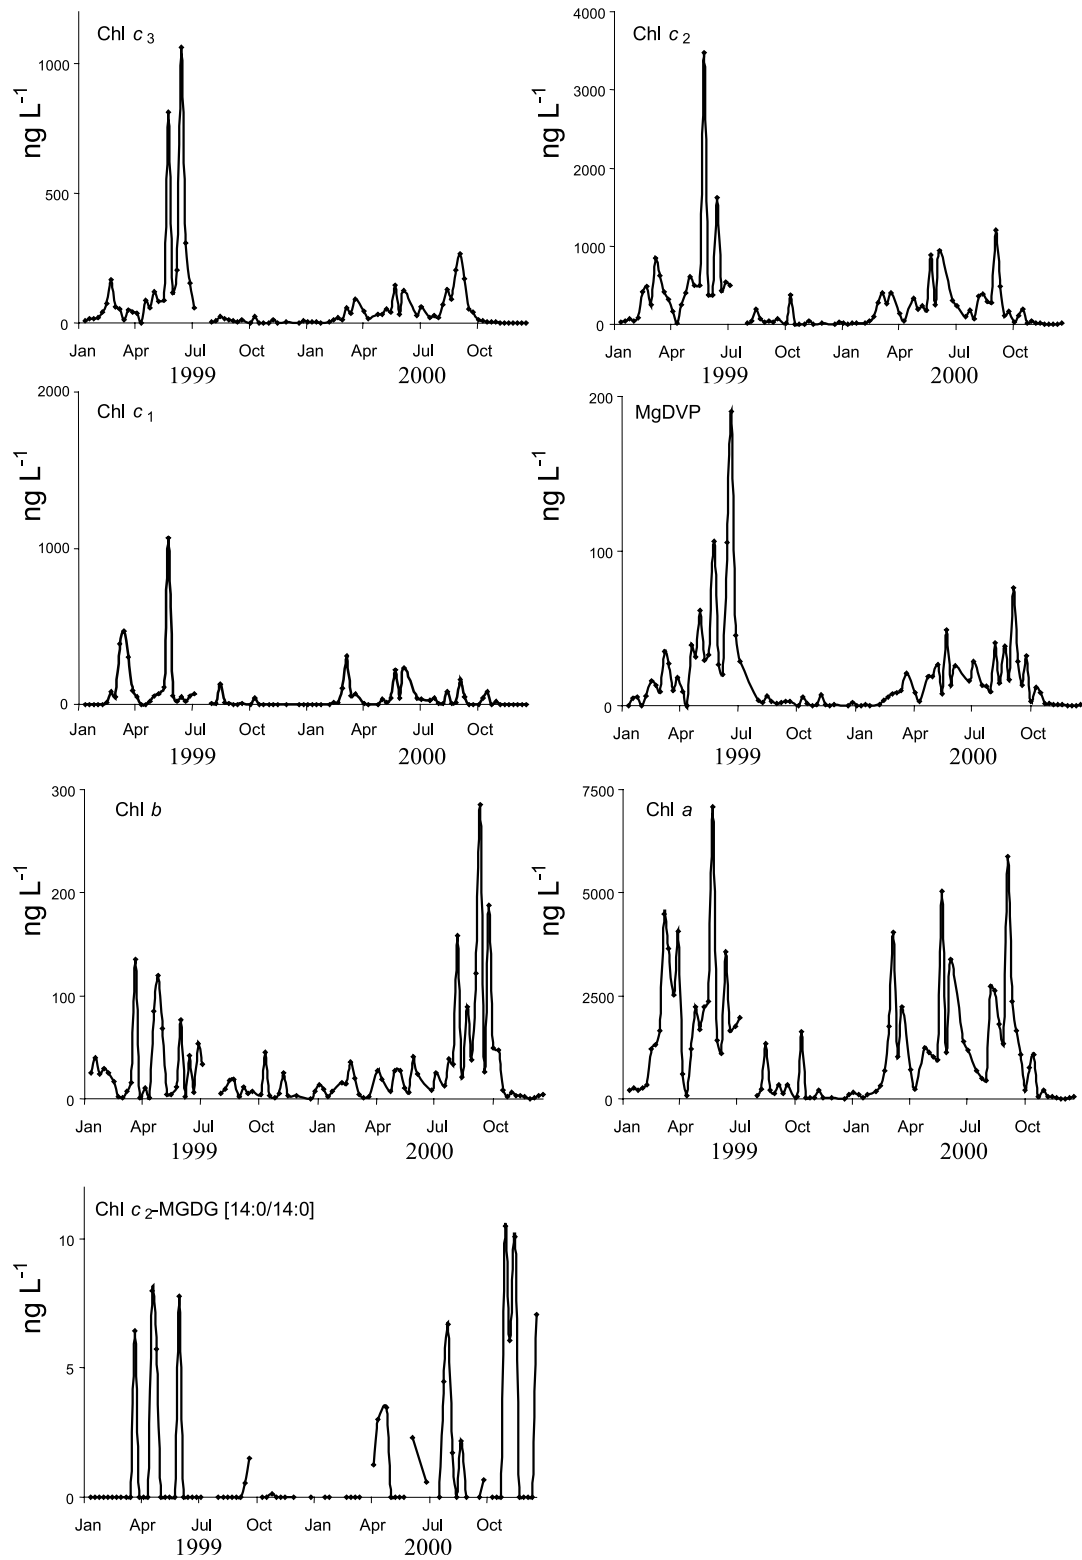 Chl c 3
ng L-1
1000
500
0
Jan Apr Jul Oct Jan Apr Jul Oct
1999 2000
Chl c 2
ng L-1
4000
3000
2000
1000
0
Jan Apr Jul Oct Jan Apr Jul Oct
1999 2000
Chl c 1
ng L-1
2000
1000
0
Jan Apr Jul Oct Jan Apr Jul Oct
1999 2000
MgDVP
ng L-1
200
100
0
Jan Apr Jul Oct Jan Apr Jul Oct
1999 2000
Chl b
ng L-1
300
200
100
0
Jan Apr Jul Oct Jan Apr Jul Oct
1999 2000
Chl a
ng L-1
7500
5000
2500
0
Jan Apr Jul Oct Jan Apr Jul Oct
1999 2000
Chl c2-MGDG [14:0/14:0]
ng L-1
10
5
0
Jan Apr Jul Oct Jan Apr Jul Oct
1999 2000